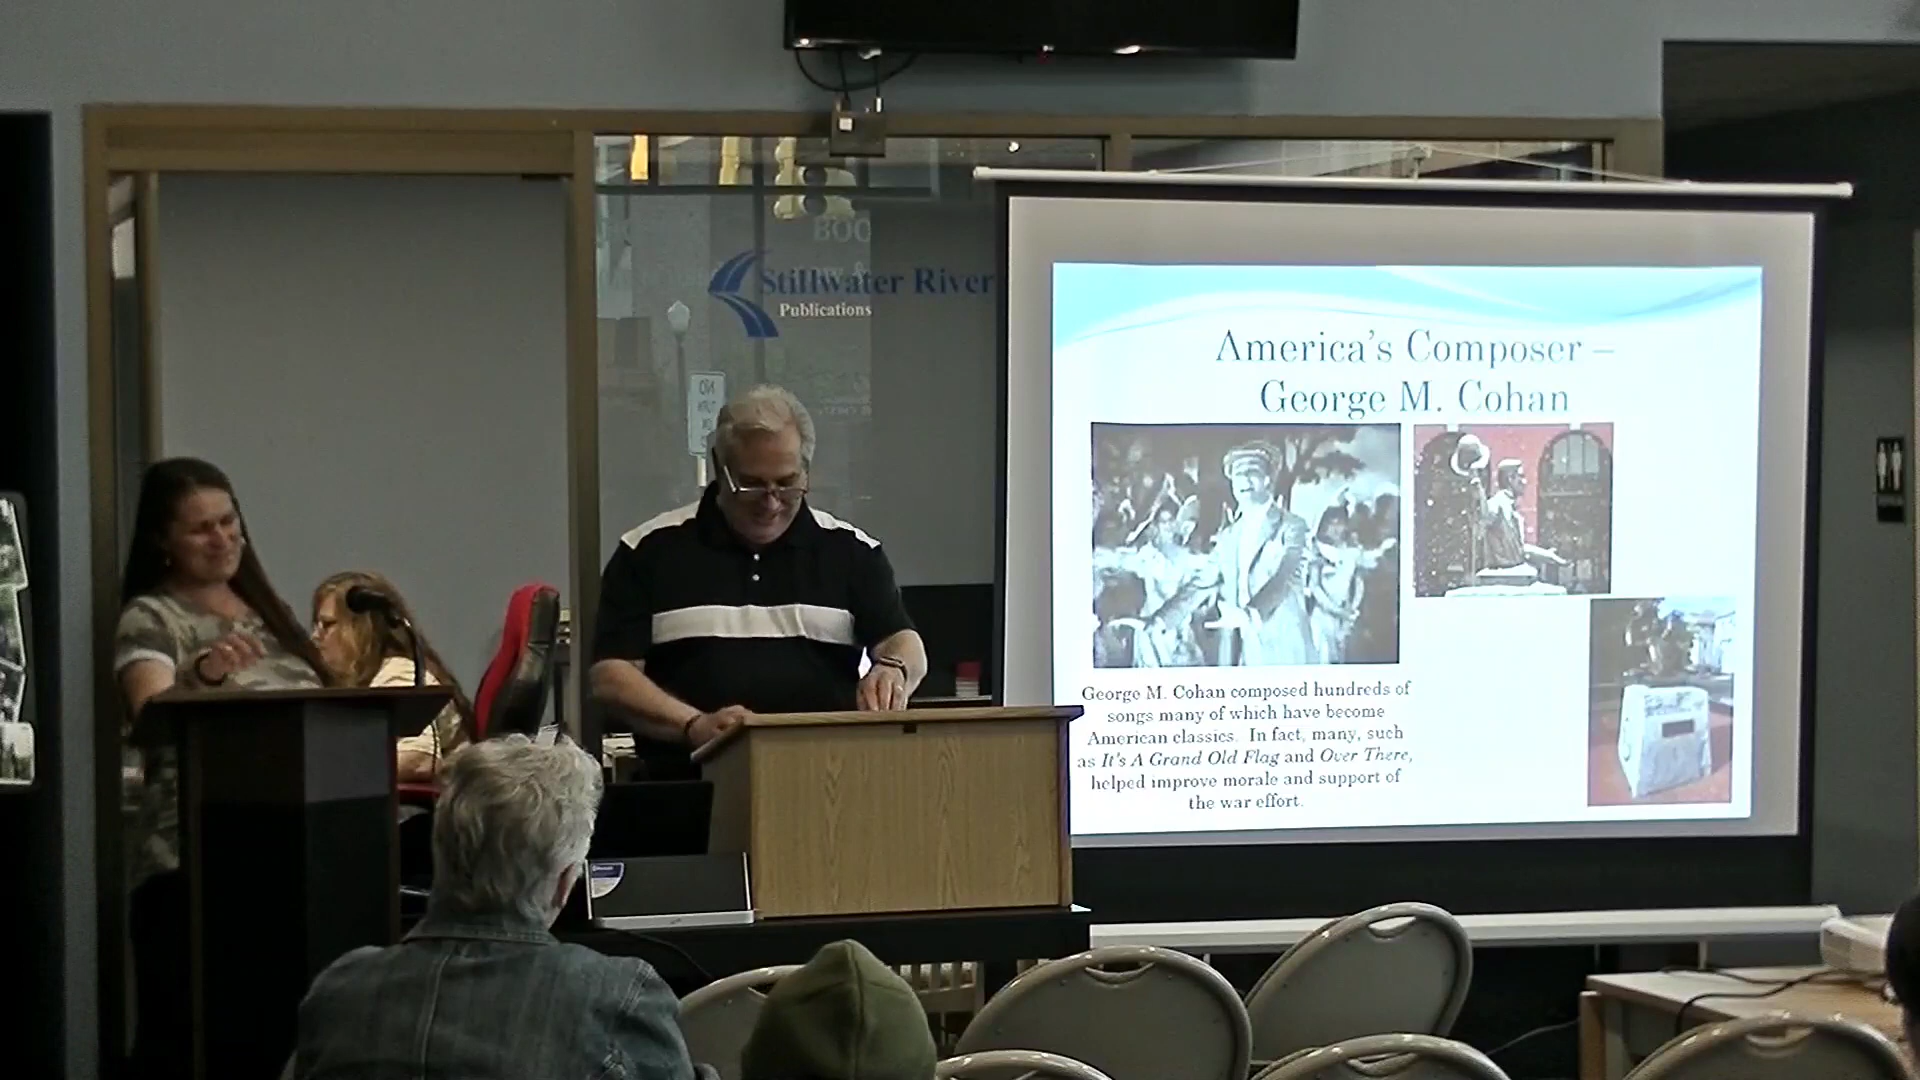 BOO
Stillwater River
Publications
America's Composer –
George M. Cohan
George M. Cohan composed hundreds of
songs many of which have become
American classics. In fact, many, such
as It's A Grand Old Flag and Over There,
helped improve morale and support of
the war effort.